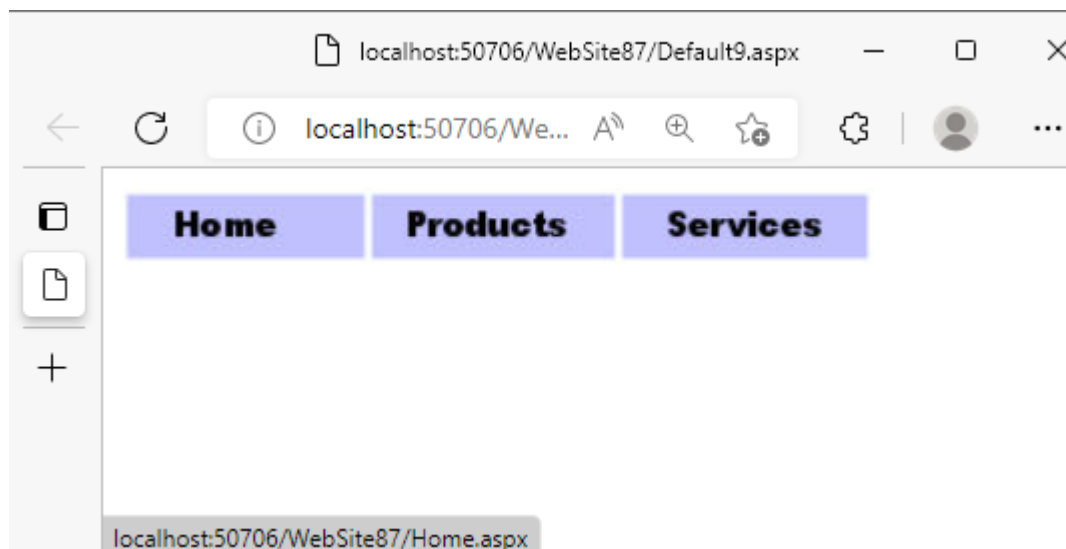 localhost:50706/WebSite87/Default9.aspx
localhost:50706/We...
Home Products Services
localhost:50706/WebSite87/Home.aspx